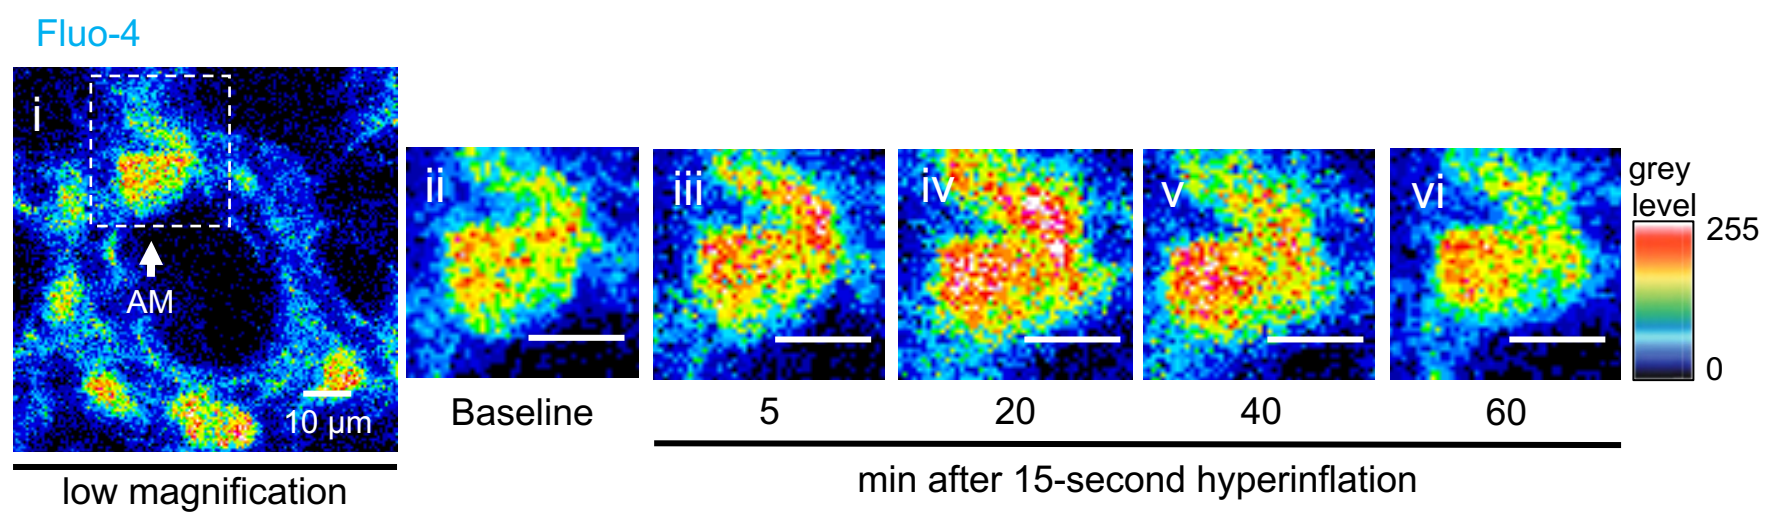 Fluo-4
i
AM
10 µm
low magnification
ii
Baseline
iii
iv
v
vi
5
20
40
60
min after 15-second hyperinflation
grey
level
255
0